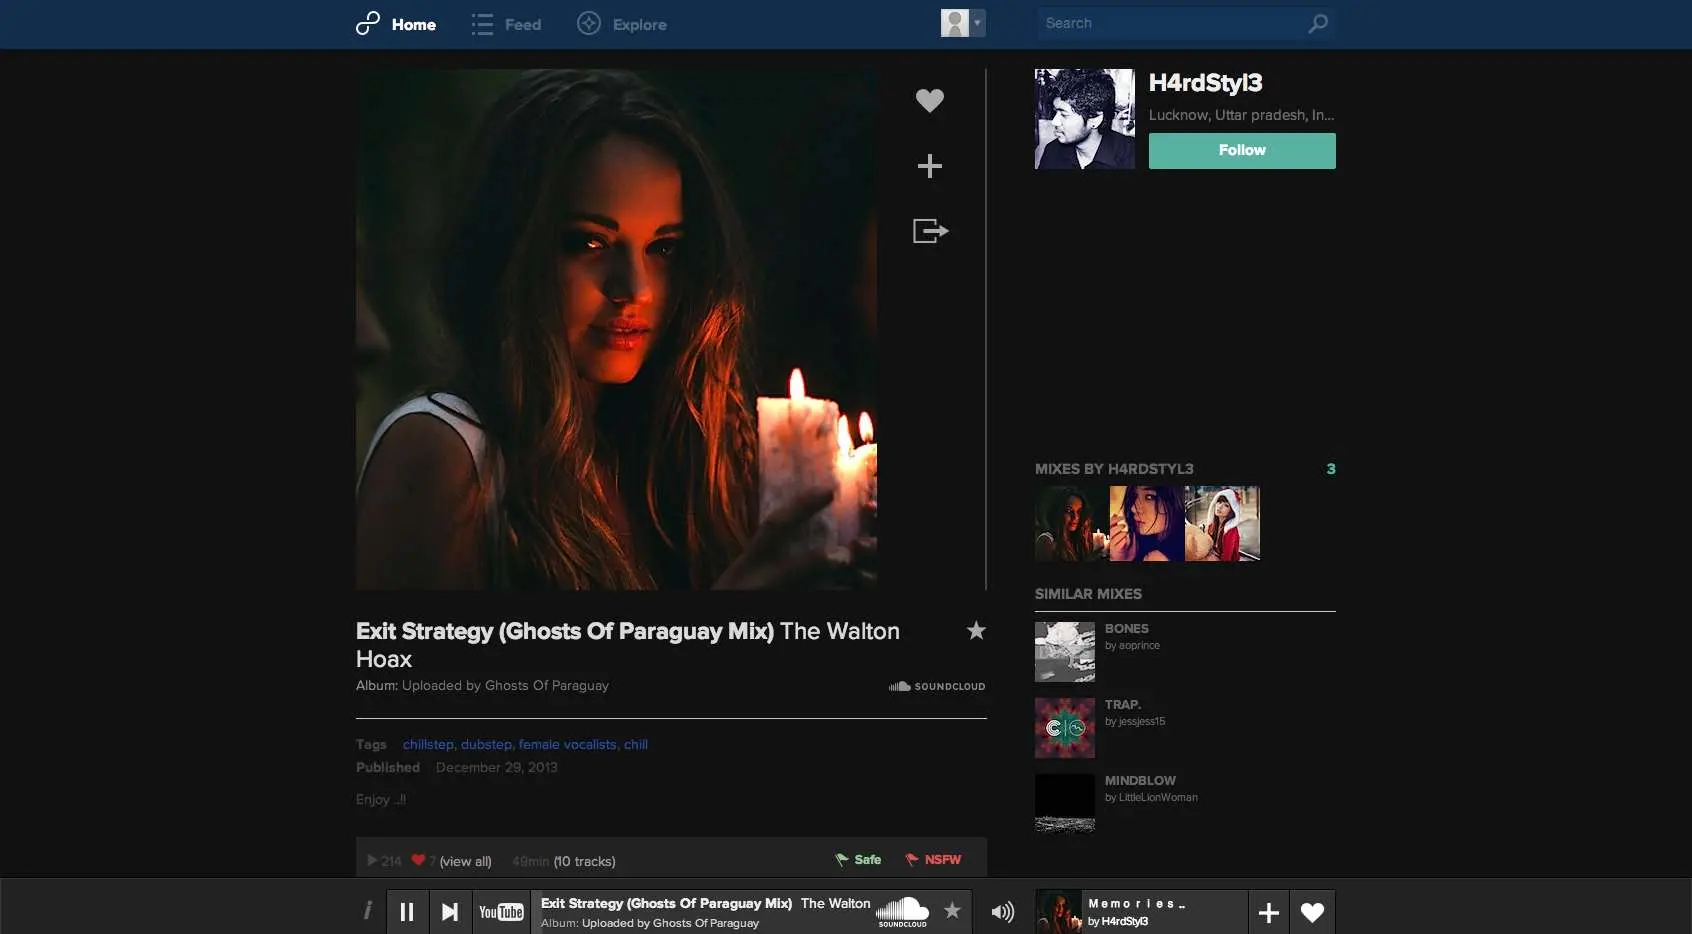 Home
Feed
Explore
Search
H4rdStyl3
Lucknow, Uttar pradesh, In...
Follow
MIXES BY H4RDSTYL3 3
SIMILAR MIXES
BONES
by aoprince
TRAP.
by jessjess15
MINDBLOW
by LittleLionWoman
Exit Strategy (Ghosts Of Paraguay Mix) The Walton
Hoax
Album: Uploaded by Ghosts Of Paraguay
SOUNDCLOUD
Tags chillstep, dubstep, female vocalists, chill
Published December 29, 2013
Enjoy ..!!
214 7 (view all) 49min (10 tracks)
Safe
NSFW
i
YouTube
Exit Strategy (Ghosts Of Paraguay Mix) The Walton
Album: Uploaded by Ghosts Of Paraguay
SOUNDCLOUD
Memories ..
by H4rdStyl3